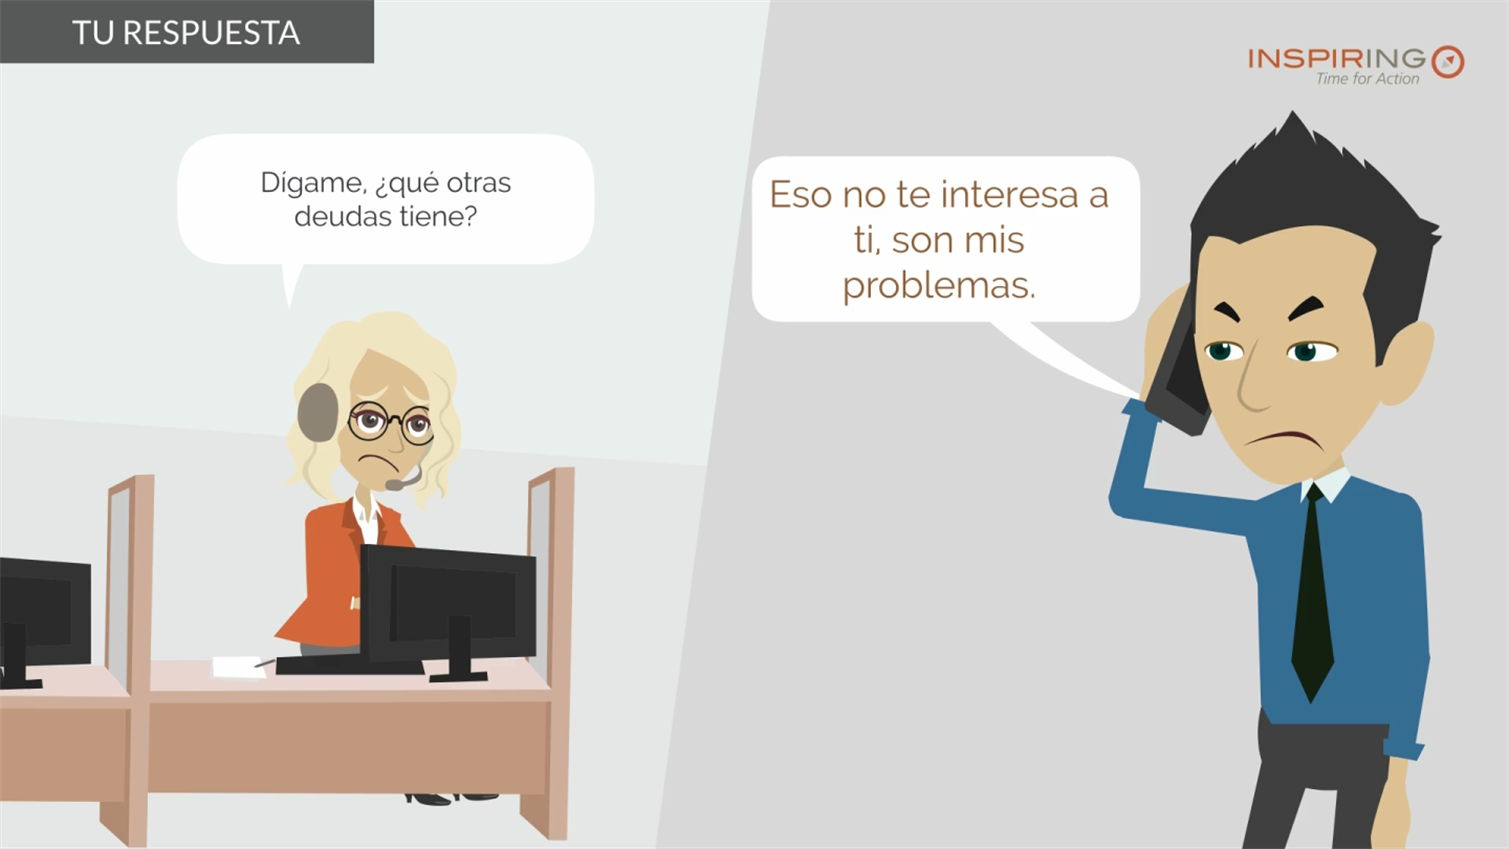 TU RESPUESTA
INSPIRING
Time for Action
Dígame, ¿qué otras
deudas tiene?
Eso no te interesa a
ti, son mis
problemas.